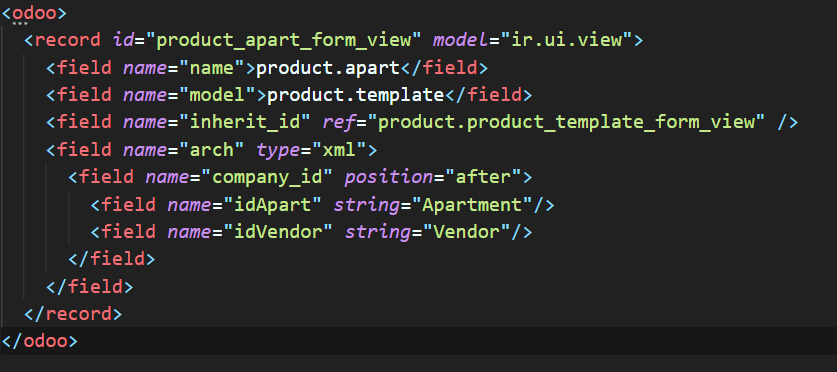 <odoo>
<record id="product_apart_form_view" model="ir.ui.view">
<field name="name">product.apart</field>
<field name="model">product.template</field>
<field name="inherit_id" ref="product.product_template_form_view" />
<field name="arch" type="xml">
<field name="company_id" position="after">
<field name="idApart" string="Apartment"/>
<field name="idVendor" string="Vendor"/>
</field>
</field>
</record>
</odoo>